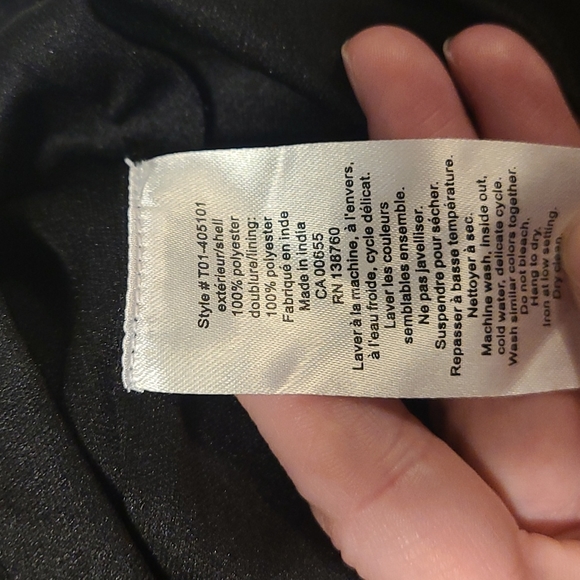 Style # T01-405101
extérieur/shell
100% polyester
doublure/lining:
100% polyester
Fabriqué en inde
Made in india
CA 00655
RN 138760
Laver à la machine, à l'envers,
à l'eau froide, cycle délicat.
Laver les couleurs
semblables ensemble.
Ne pas javelliser.
Suspendre pour sécher.
Repasser à basse température.
Nettoyer à sec.
Machine wash, Inside out,
cold water, delicate cycle.
Wash similar colors together.
Do not bleach.
Hang to dry.
Iron at low setting.
Dry clean